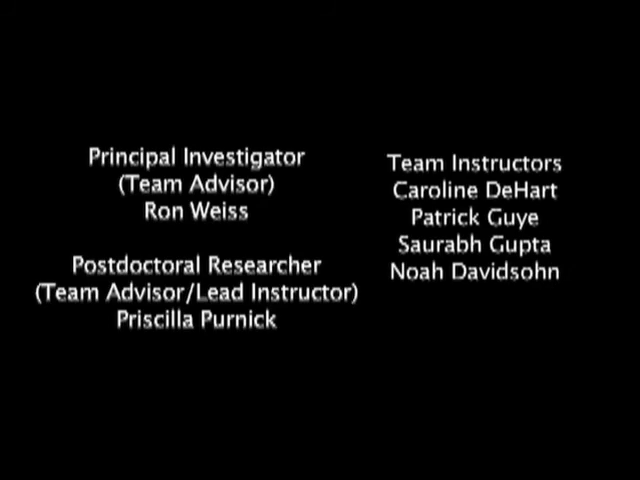 Principal Investigator
(Team Advisor)
Ron Weiss
Postdoctoral Researcher
(Team Advisor/Lead Instructor)
Priscilla Purnick
Team Instructors
Caroline DeHart
Patrick Guye
Saurabh Gupta
Noah Davidsohn